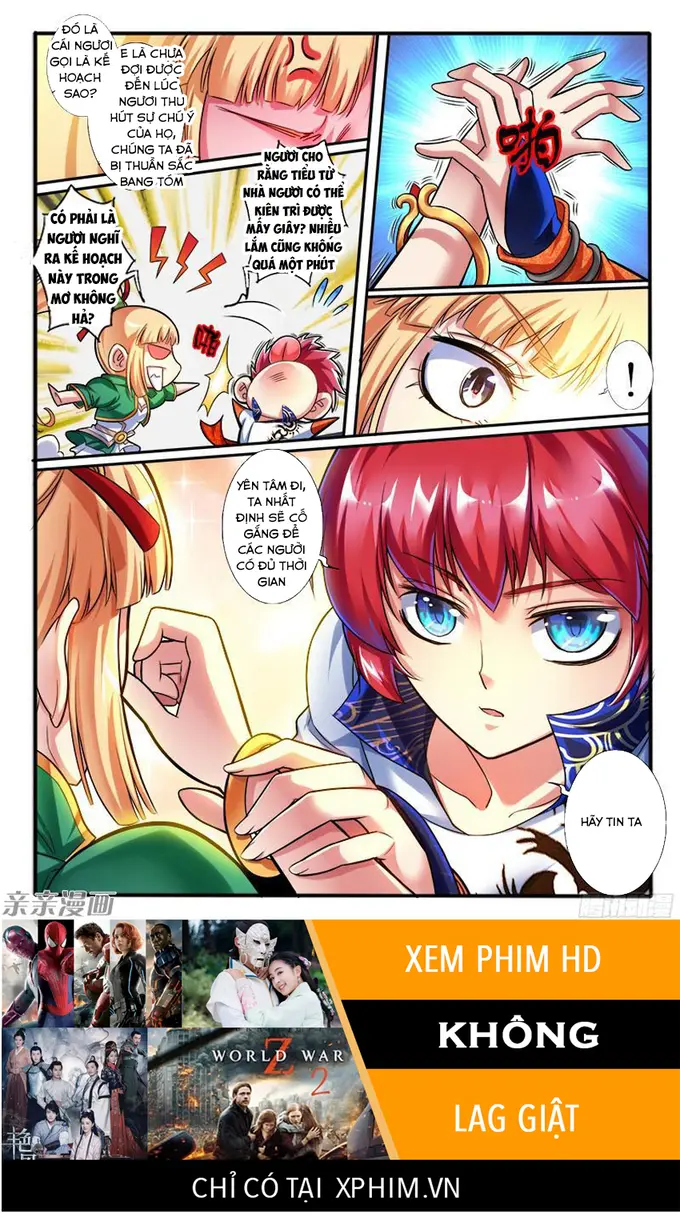 ĐÓ LÀ
CÁI NGƯƠI
GỌI LÀ KẾ
HOẠCH
SAO?
E LÀ CHƯA
ĐỢI ĐƯỢC
ĐẾN LÚC
NGƯƠI THU
HÚT SỰ CHÚ Ý
CỦA HỌ,
CHÚNG TA ĐÃ
BỊ THUẦN SẮC
BANG TÓM
啪
NGƯƠI CHO
RẰNG TIỂU TỬ
NHÀ NGƯƠI CÓ THỂ
KIÊN TRÌ ĐƯỢC
MẤY GIÂY? NHIỀU
LẮM CŨNG KHÔNG
QUÁ MỘT PHÚT
CÓ PHẢI LÀ
NGƯƠI NGHĨ
RA KẾ HOẠCH
NÀY TRONG
MƠ KHÔNG
HẢ?
啪
!
YÊN TÂM ĐI,
TA NHẤT
ĐỊNH SẼ CỐ
GẮNG ĐỂ
CÁC NGƯƠI
CÓ ĐỦ THỜI
GIAN
HÃY TIN TA
亲亲漫画
XEM PHIM HD
KHÔNG
LAG GIẬT
WORLD WAR
Z
2
CHỈ CÓ TẠI XPHIM.VN